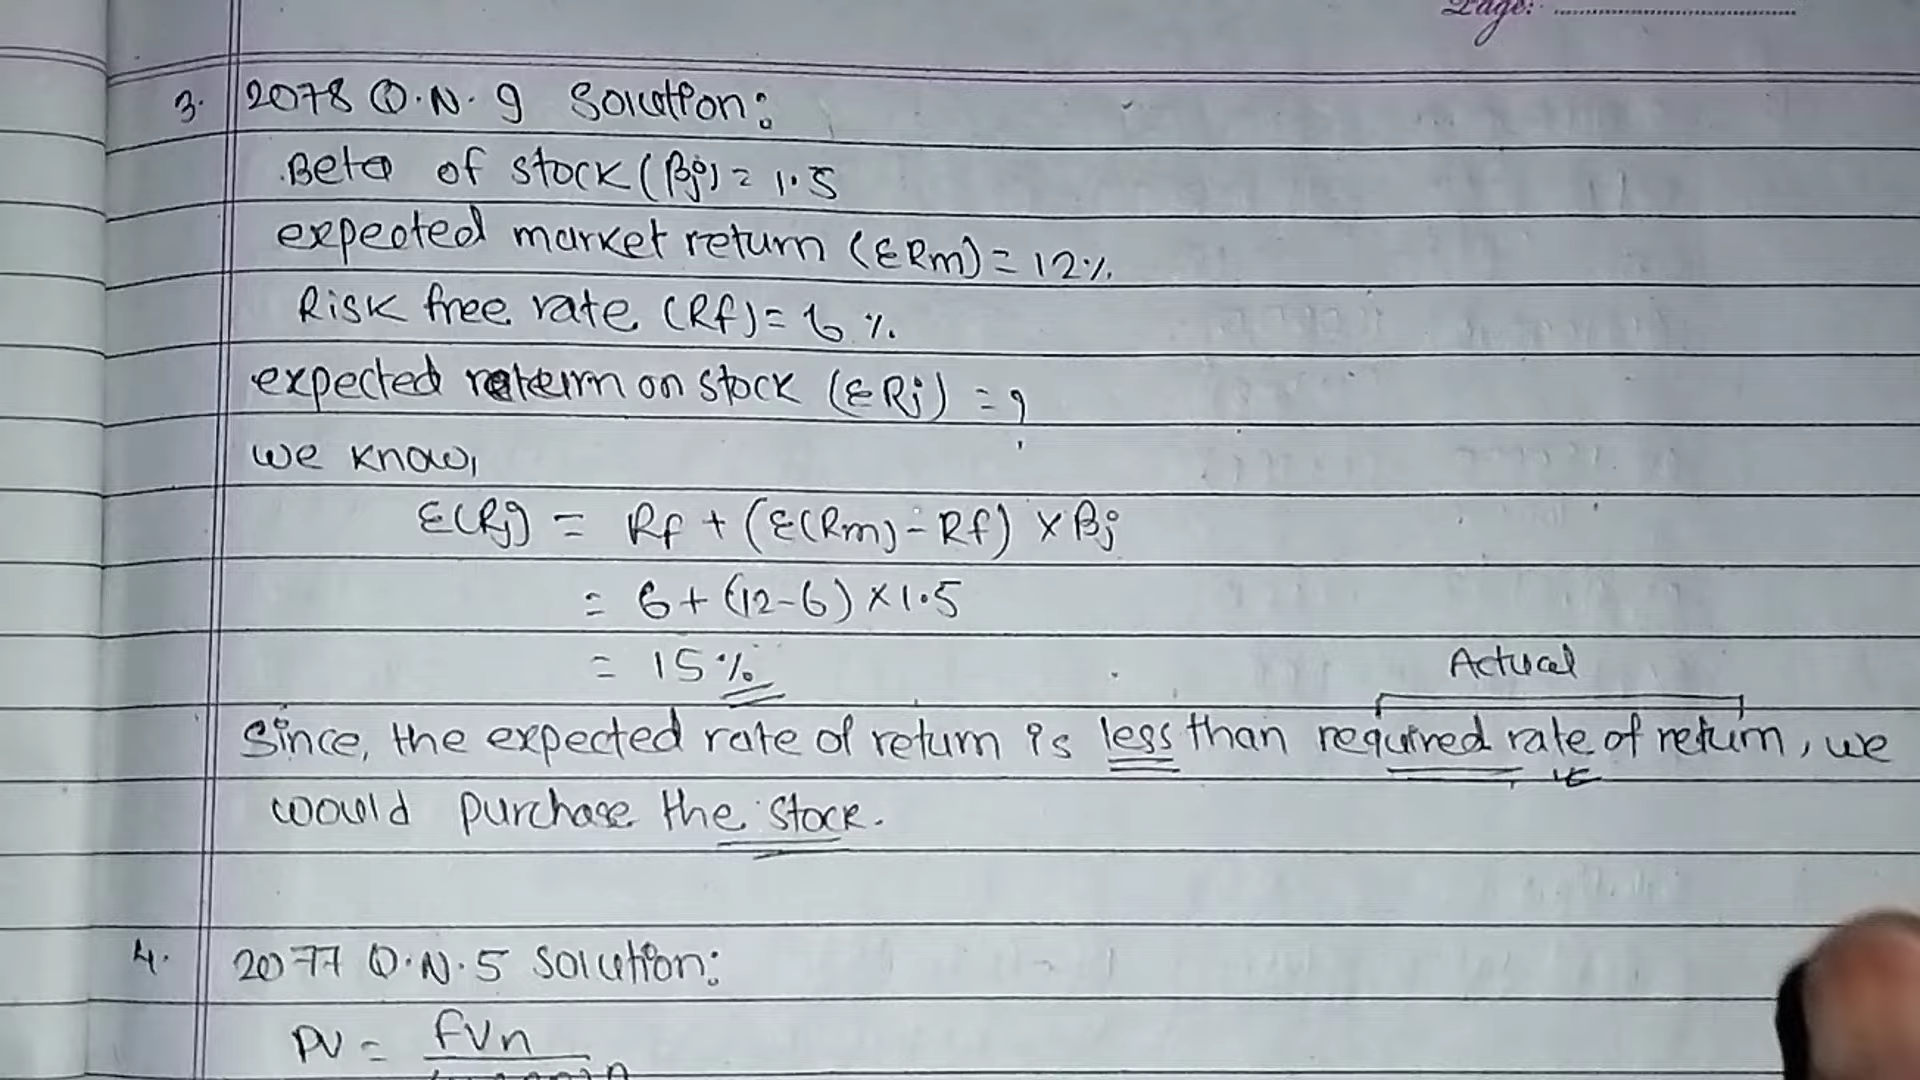 Page:
3. 2078 Q.N. 9 Solution:
Beta of stock (βj) = 1.5
expected market return (ERm) = 12%
Risk free rate (Rf) = 6 %.
expected return on stock (ERj) = ?
we know,
E(Rj) = Rf + (E(Rm) - Rf) × βj
= 6 + (12-6) × 1.5
= 15%
Actual
Since, the expected rate of return is less than required rate of return, we
would purchase the stock.
4. 2077 Q.N. 5 Solution:
PV = FVn